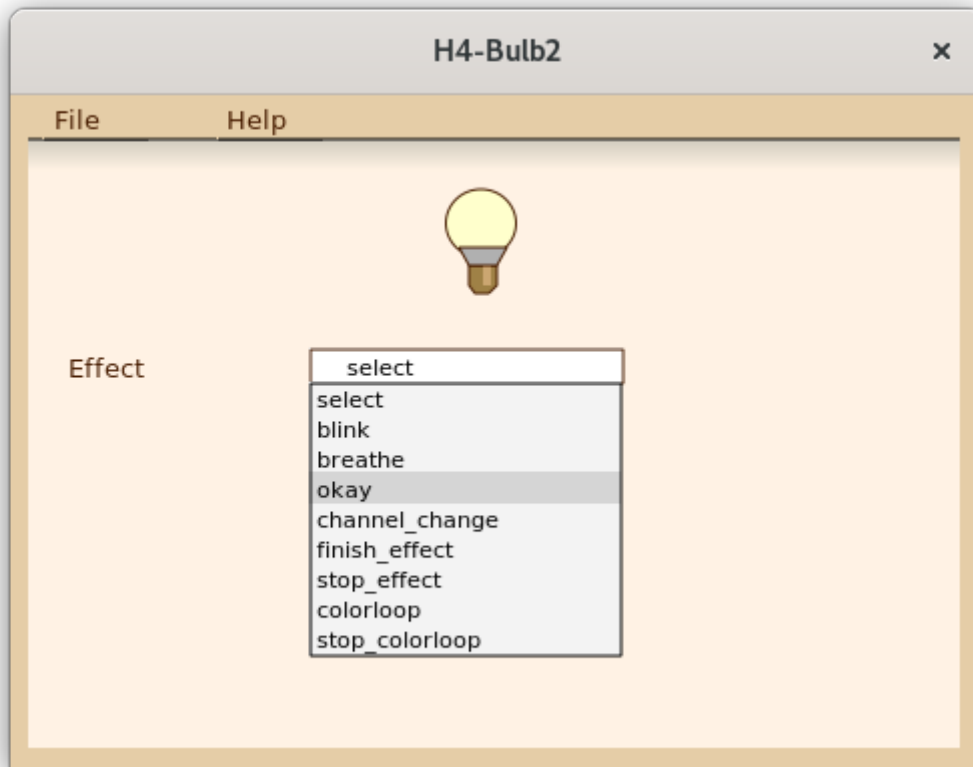 H4-Bulb2 ×
File Help
Effect select
select
blink
breathe
okay
channel_change
finish_effect
stop_effect
colorloop
stop_colorloop